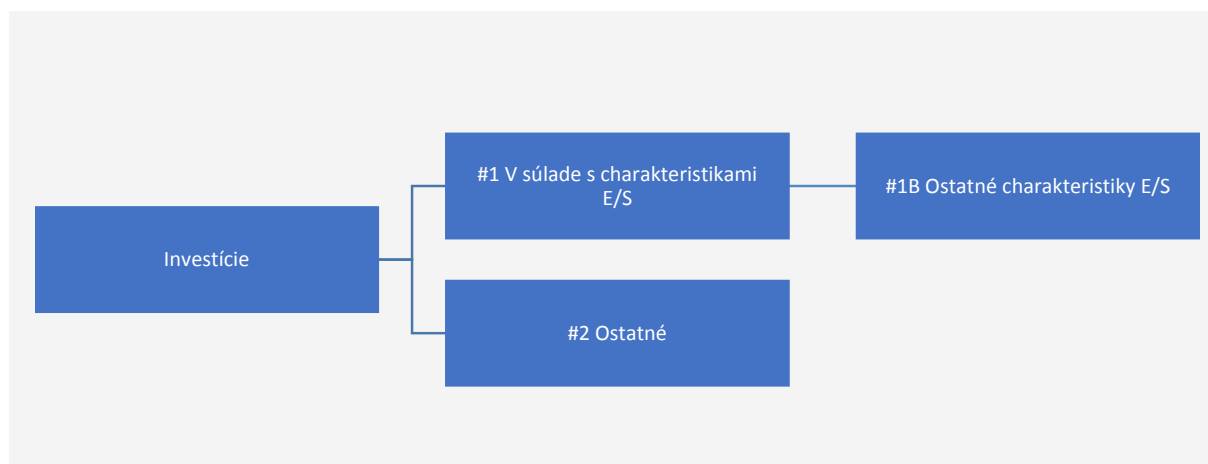 #1 V súlade s charakteristikami
E/S
#1B Ostatné charakteristiky E/S
Investície
#2 Ostatné